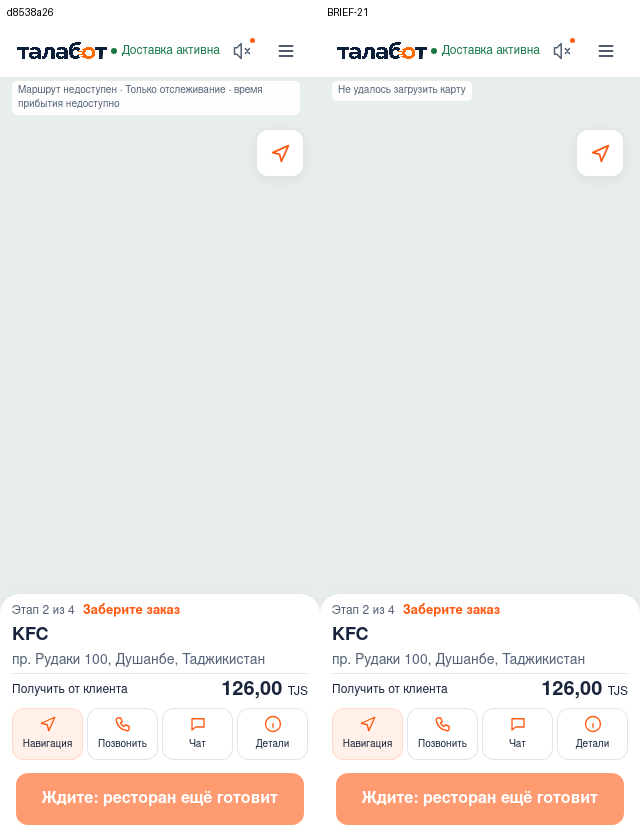 d8538a26
талабот
Доставка активна
Маршрут недоступен · Только отслеживание · время
прибытия недоступно
Этап 2 из 4 Заберите заказ
KFC
пр. Рудаки 100, Душанбе, Таджикистан
Получить от клиента 126,00 TJS
Навигация Позвонить Чат Детали
Ждите: ресторан ещё готовит
BRIEF-21
талабот
Доставка активна
Не удалось загрузить карту
Этап 2 из 4 Заберите заказ
KFC
пр. Рудаки 100, Душанбе, Таджикистан
Получить от клиента 126,00 TJS
Навигация Позвонить Чат Детали
Ждите: ресторан ещё готовит